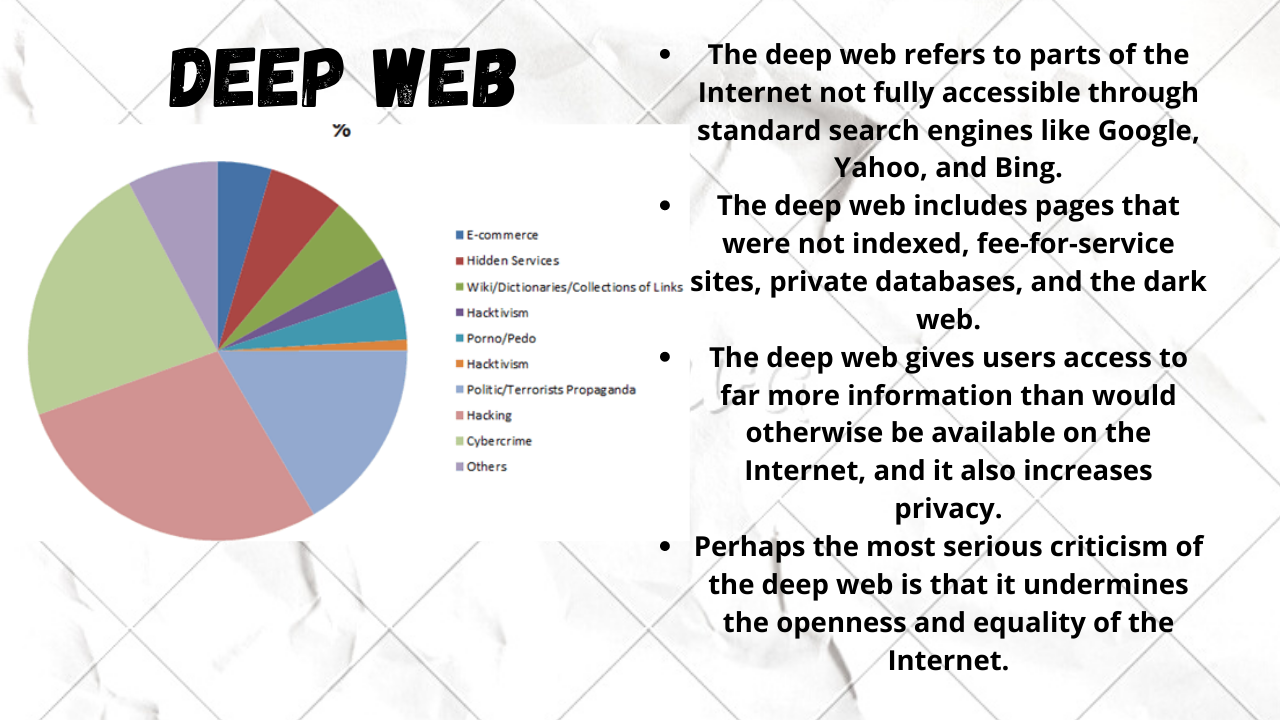 DEEP WEB
%
E-commerce
Hidden Services
Wiki/Dictionaries/Collections of Links
Hacktivism
Porno/Pedo
Hacktivism
Politic/Terrorists Propaganda
Hacking
Cybercrime
Others
• The deep web refers to parts of the
Internet not fully accessible through
standard search engines like Google,
Yahoo, and Bing.
• The deep web includes pages that
were not indexed, fee-for-service
sites, private databases, and the dark
web.
• The deep web gives users access to
far more information than would
otherwise be available on the
Internet, and it also increases
privacy.
• Perhaps the most serious criticism of
the deep web is that it undermines
the openness and equality of the
Internet.